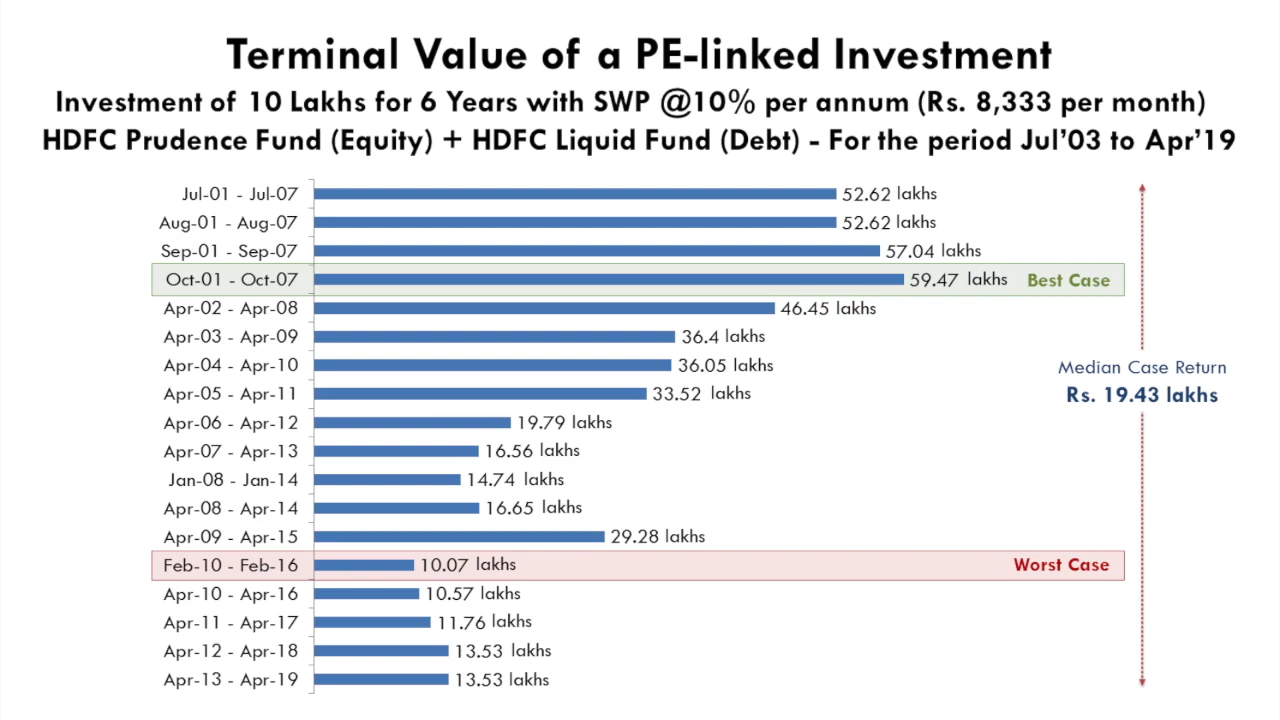 Terminal Value of a PE-linked Investment
Investment of 10 Lakhs for 6 Years with SWP @10% per annum (Rs. 8,333 per month)
HDFC Prudence Fund (Equity) + HDFC Liquid Fund (Debt) - For the period Jul’03 to Apr’19
Jul-01 - Jul-07 52.62 lakhs
Aug-01 - Aug-07 52.62 lakhs
Sep-01 - Sep-07 57.04 lakhs
Oct-01 - Oct-07 59.47 lakhs Best Case
Apr-02 - Apr-08 46.45 lakhs
Apr-03 - Apr-09 36.4 lakhs
Apr-04 - Apr-10 36.05 lakhs
Median Case Return
Apr-05 - Apr-11 33.52 lakhs
Rs. 19.43 lakhs
Apr-06 - Apr-12 19.79 lakhs
Apr-07 - Apr-13 16.56 lakhs
Jan-08 - Jan-14 14.74 lakhs
Apr-08 - Apr-14 16.65 lakhs
Apr-09 - Apr-15 29.28 lakhs
Feb-10 - Feb-16 10.07 lakhs Worst Case
Apr-10 - Apr-16 10.57 lakhs
Apr-11 - Apr-17 11.76 lakhs
Apr-12 - Apr-18 13.53 lakhs
Apr-13 - Apr-19 13.53 lakhs